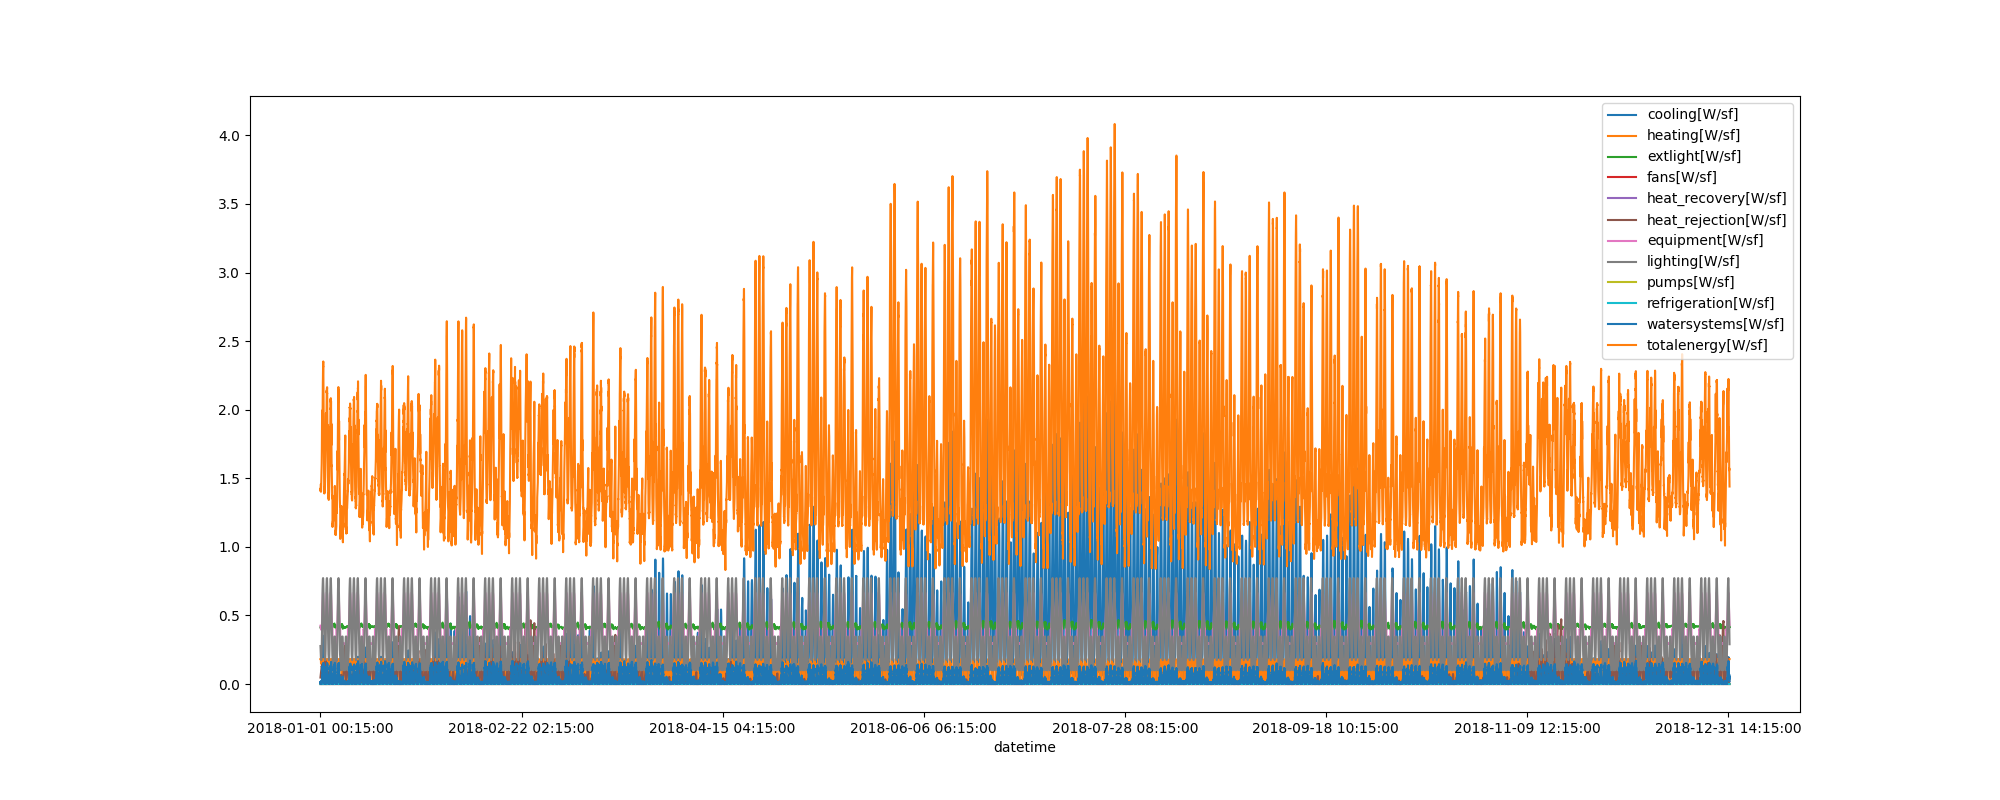 cooling[W/sf]
heating[W/sf]
extlight[W/sf]
fans[W/sf]
heat_recovery[W/sf]
heat_rejection[W/sf]
equipment[W/sf]
lighting[W/sf]
pumps[W/sf]
refrigeration[W/sf]
watersystems[W/sf]
totalenergy[W/sf]
4.0
3.5
3.0
2.5
2.0
1.5
1.0
0.5
0.0
2018-01-01 00:15:00 2018-02-22 02:15:00 2018-04-15 04:15:00 2018-06-06 06:15:00 2018-07-28 08:15:00 2018-09-18 10:15:00 2018-11-09 12:15:00 2018-12-31 14:15:00
datetime